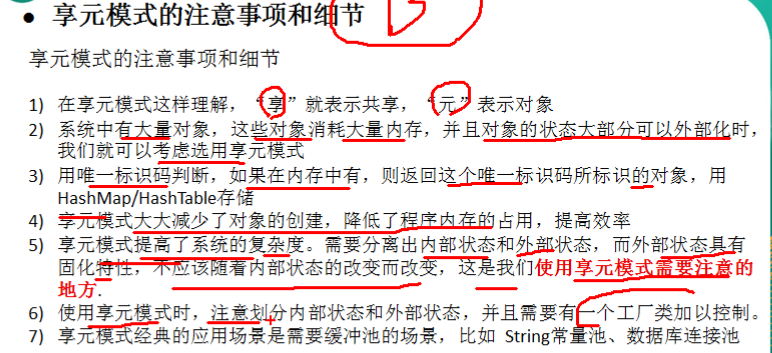 ● 享元模式的注意事项和细节
享元模式的注意事项和细节
1) 在享元模式这样理解，“享”就表示共享，“元”表示对象
2) 系统中有大量对象，这些对象消耗大量内存，并且对象的状态大部分可以外部化时，
我们就可以考虑选用享元模式
3) 用唯一标识码判断，如果在内存中有，则返回这个唯一标识码所标识的对象，用
HashMap/HashTable存储
4) 享元模式大大减少了对象的创建，降低了程序内存的占用，提高效率
5) 享元模式提高了系统的复杂度。需要分离出内部状态和外部状态，而外部状态具有
固化特性，不应该随着内部状态的改变而改变，这是我们使用享元模式需要注意的
地方.
6) 使用享元模式时，注意划分内部状态和外部状态，并且需要有一个工厂类加以控制。
7) 享元模式经典的应用场景是需要缓冲池的场景，比如 String常量池、数据库连接池